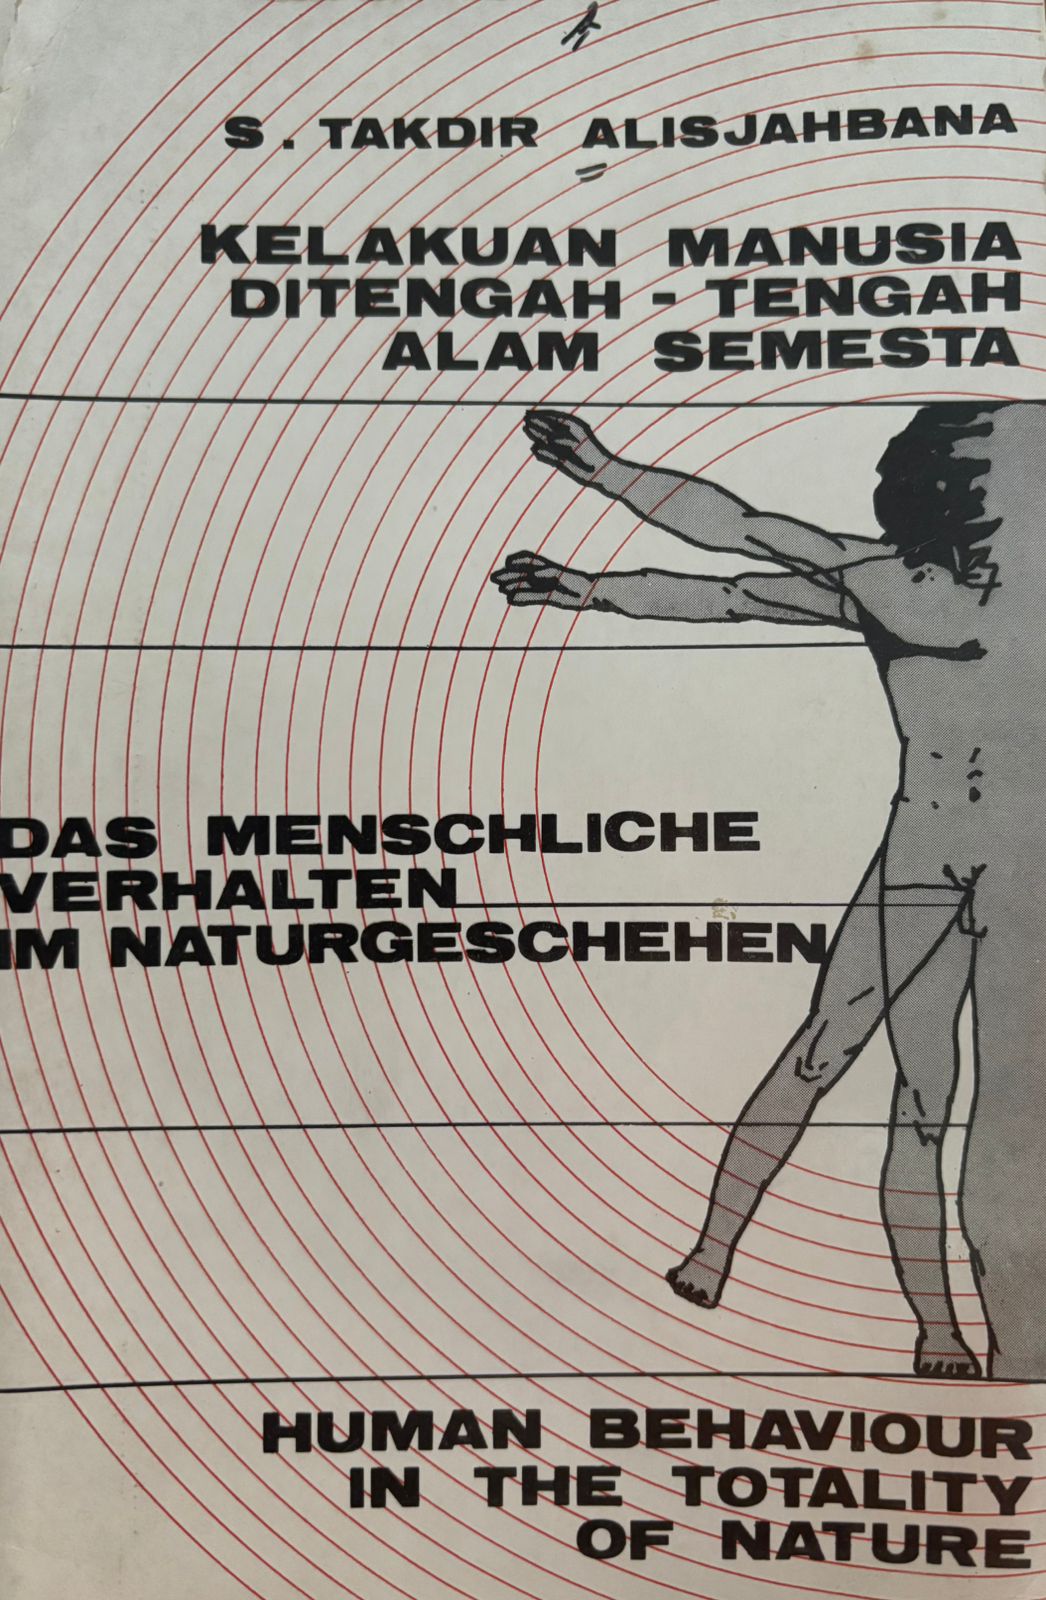 S. TAKDIR ALISJAHBANA
KELAKUAN MANUSIA
DITENGAH - TENGAH
ALAM SEMESTA
DAS MENSCHLICHE
VERHALTEN
IM NATURGESCHEHEN
HUMAN BEHAVIOUR
IN THE TOTALITY
OF NATURE